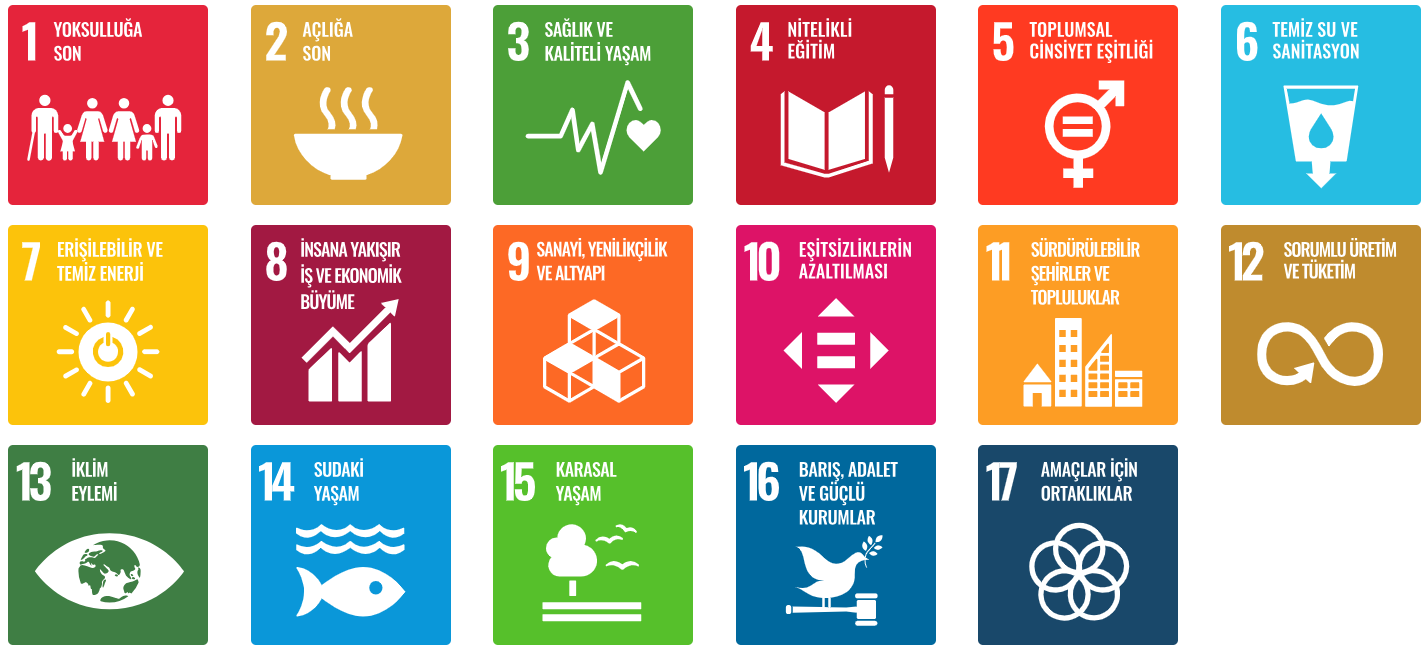 1
YOKSULLUĞA
SON
2
AÇLIĞA
SON
3
SAĞLIK VE
KALİTELİ YAŞAM
4
NİTELİKLİ
EĞİTİM
5
TOPLUMSAL
CİNSİYET EŞİTLİĞİ
6
TEMİZ SU VE
SANİTASYON
7
ERİŞİLEBİLİR VE
TEMİZ ENERJİ
8
İNSANA YAKIŞIR
İŞ VE EKONOMİK
BÜYÜME
9
SANAYİ, YENİLİKÇİLİK
VE ALTYAPI
10
EŞİTSİZLİKLERİN
AZALTILMASI
11
SÜRDÜRÜLEBİLİR
ŞEHİRLER VE
TOPLULUKLAR
12
SORUMLU ÜRETİM
VE TÜKETİM
13
İKLİM
EYLEMİ
14
SUDAKİ
YAŞAM
15
KARASAL
YAŞAM
16
BARIŞ, ADALET
VE GÜÇLÜ
KURUMLAR
17
AMAÇLAR İÇİN
ORTAKLIKLAR